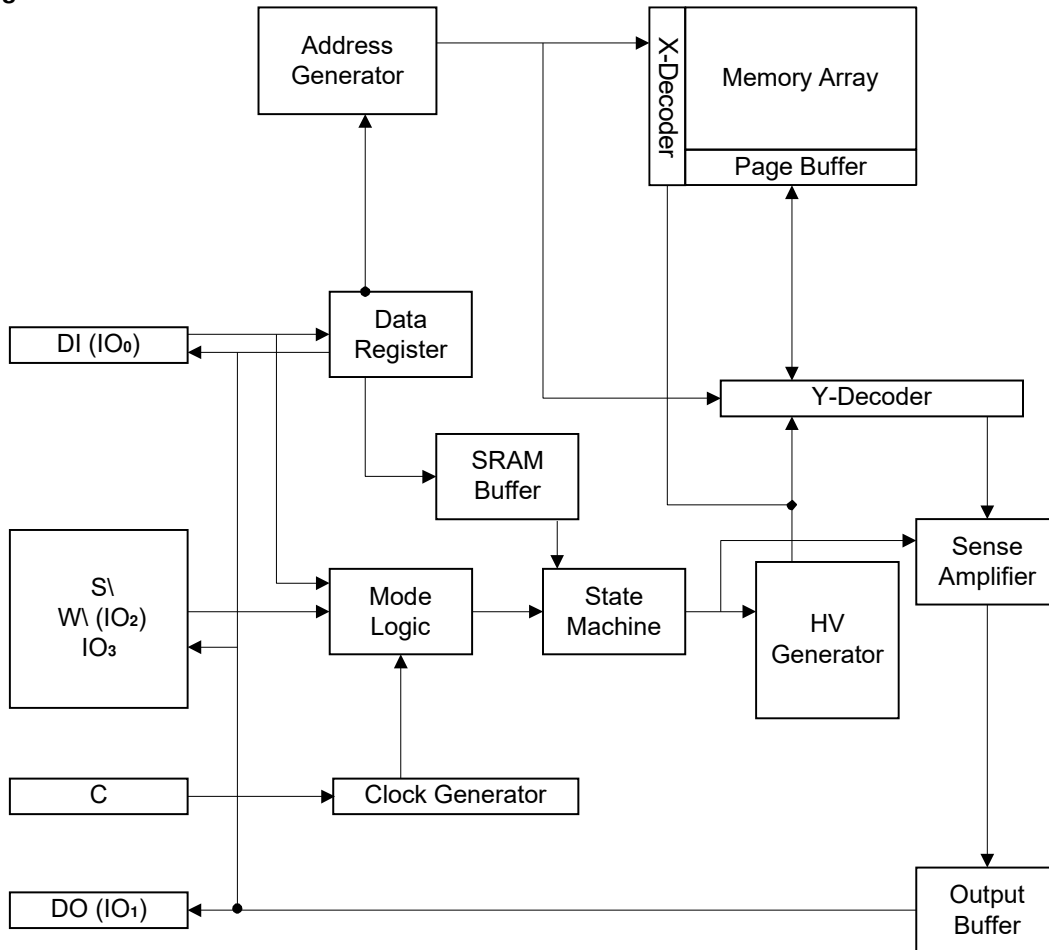 Address
Generator
X-Decoder
Memory Array
Page Buffer
Data
Register
DI (IO0)
Y-Decoder
SRAM
Buffer
S\
W\ (IO2)
IO3
Mode
Logic
State
Machine
HV
Generator
Sense
Amplifier
C
Clock Generator
DO (IO1)
Output
Buffer